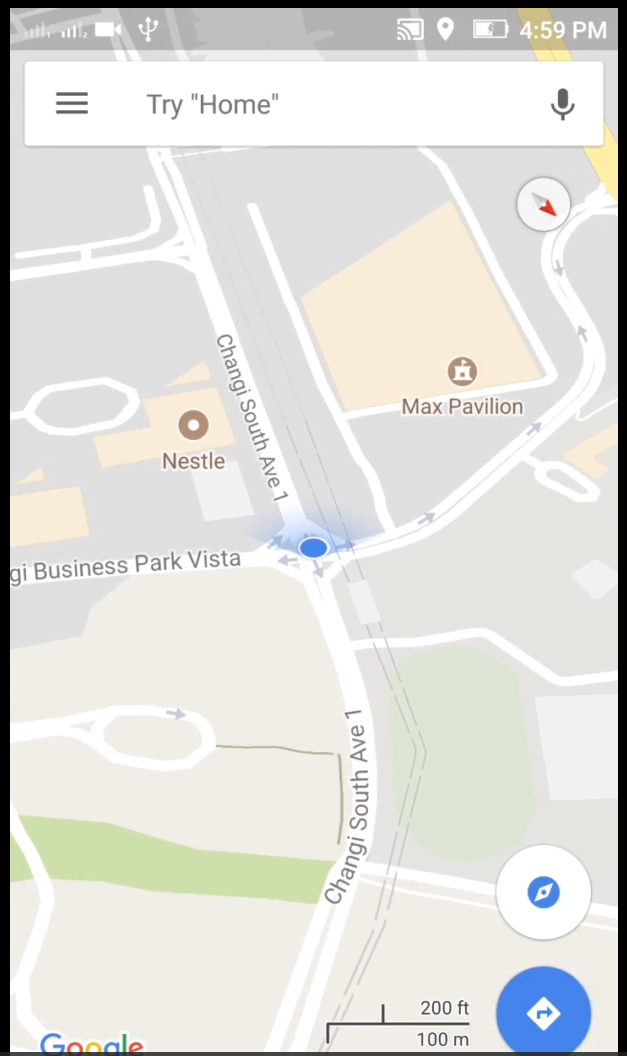 4:59 PM
Try "Home"
Changi South Ave 1
Max Pavilion
Nestle
gi Business Park Vista
Changi South Ave 1
200 ft
100 m
Google